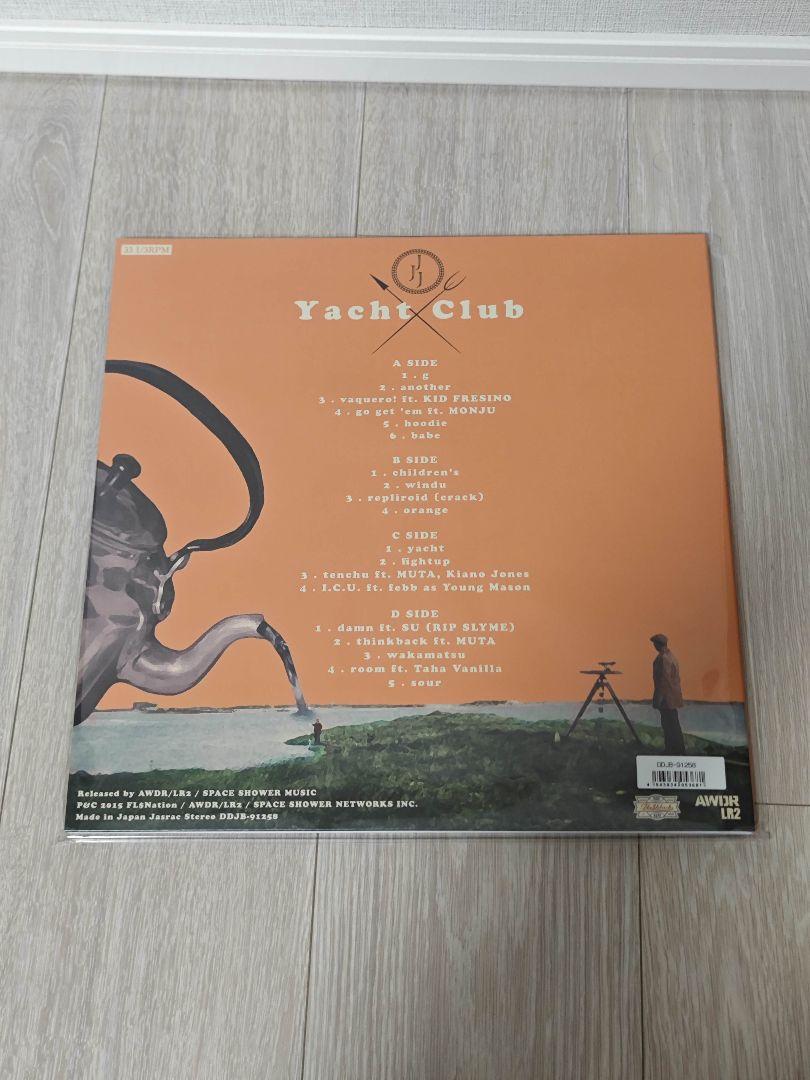 33 1/3RPM
JJJ
Yacht Club
A SIDE
1 . g
2 . another
3 . vaquero! ft. KID FRESINO
4 . go get 'em ft. MONJU
5 . hoodie
6 . babe
B SIDE
1 . children's
2 . windu
3 . repliroid (crack)
4 . orange
C SIDE
1 . yacht
2 . fightup
3 . tenchu ft. MUTA, Kiano Jones
4 . I.C.U. ft. febb as Young Mason
D SIDE
1 . damn ft. SU (RIP SLYME)
2 . thinkback ft. MUTA
3 . wakamatsu
4 . room ft. Taha Vanilla
5 . sour
Released by AWDR/LR2 / SPACE SHOWER MUSIC
P&C 2015 FL$Nation / AWDR/LR2 / SPACE SHOWER NETWORKS INC.
Made in Japan Jasrac Stereo DDJB-91258
DDJB-91258
AWDR
LR2